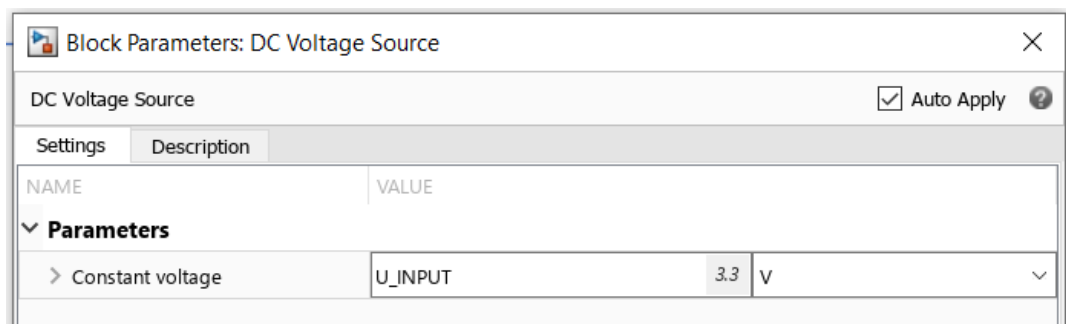 Block Parameters: DC Voltage Source
DC Voltage Source Auto Apply ?
Settings Description
NAME VALUE
Parameters
Constant voltage U_INPUT 3.3 V